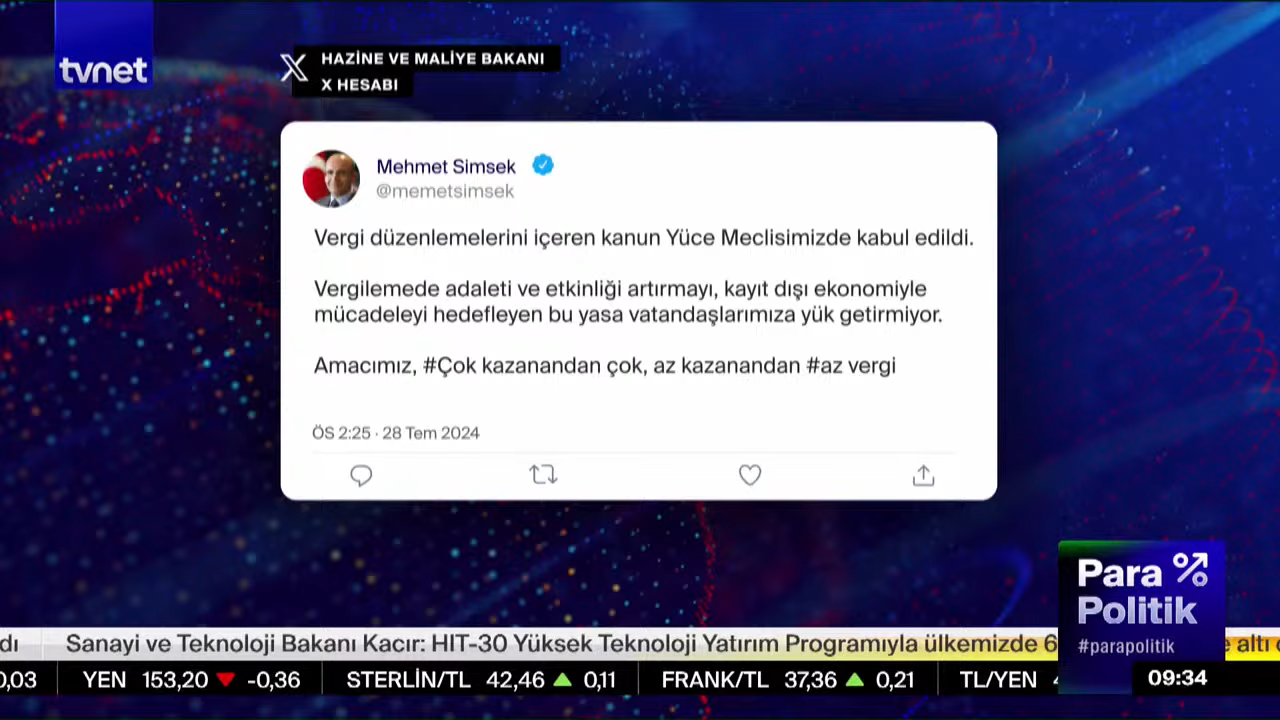 tvnet
HAZİNE VE MALİYE BAKANI
X HESABI
Mehmet Simsek
@memetsimsek
Vergi düzenlemelerini içeren kanun Yüce Meclisimizde kabul edildi.
Vergilemede adaleti ve etkinliği artırmayı, kayıt dışı ekonomiyle
mücadeleyi hedefleyen bu yasa vatandaşlarımıza yük getirmiyor.
Amacımız, #Çok kazanandan çok, az kazanandan #az vergi
ÖS 2:25 · 28 Tem 2024
Para
Politik
#parapolitik
Sanayi ve Teknoloji Bakanı Kacır: HIT-30 Yüksek Teknoloji Yatırım Programıyla ülkemizde 6 altı
0,03 YEN 153,20 -0,36 STERLİN/TL 42,46 0,11 FRANK/TL 37,36 0,21 TL/YEN
09:34